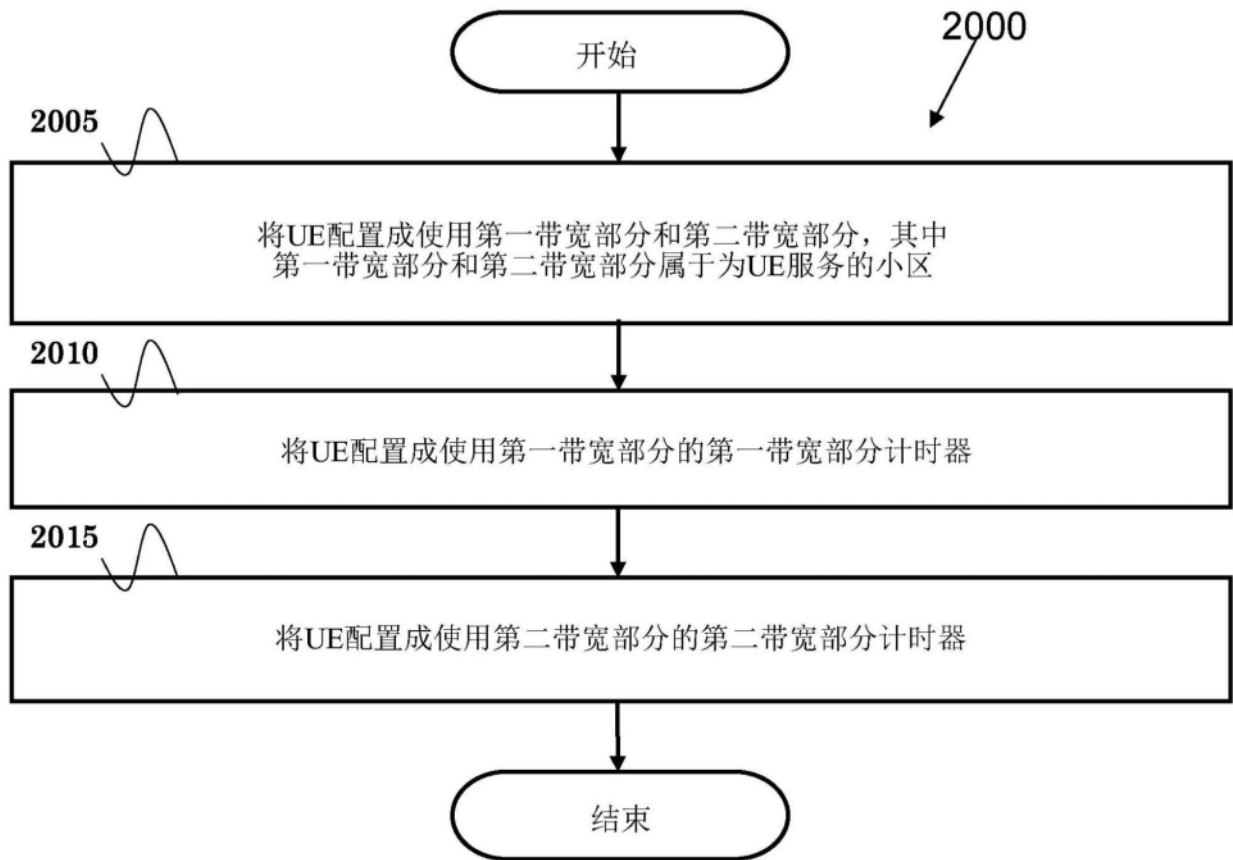 开始
2000
2005
将UE配置成使用第一带宽部分和第二带宽部分，其中
第一带宽部分和第二带宽部分属于为UE服务的小区
2010
将UE配置成使用第一带宽部分的第一带宽部分计时器
2015
将UE配置成使用第二带宽部分的第二带宽部分计时器
结束